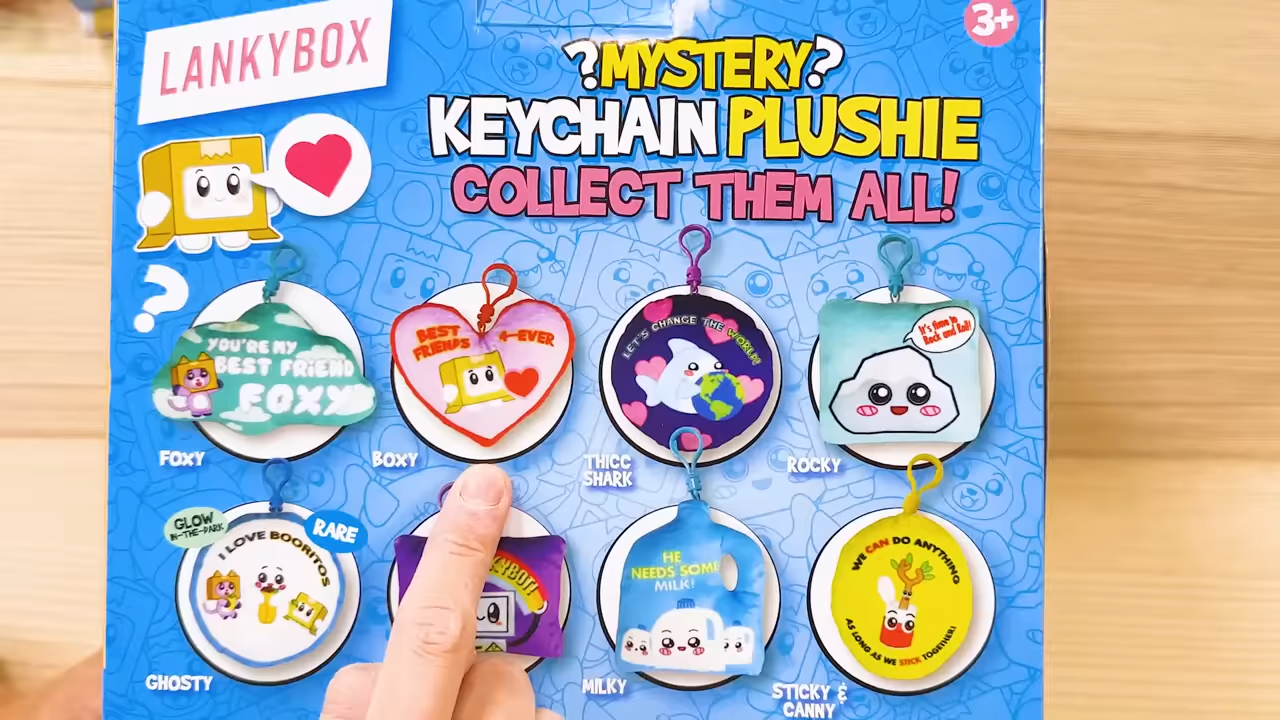 LANKYBOX
3+
?MYSTERY?
KEYCHAIN PLUSHIE
COLLECT THEM ALL!
?
YOU'RE MY
BEST FRIEND
FOXY
FOXY
BEST
FRIENDS
4-EVER
BOXY
LET'S CHANGE THE WORLD!
THICC
SHARK
It's time to
Rock and Roll!
ROCKY
GLOW
IN-THE-DARK
RARE
I LOVE BOORITOS
GHOSTY
HE
NEEDS SOME
MILK!
MILKY
WE CAN DO ANYTHING
AS LONG AS WE STICK TOGETHER!
STICKY &
CANNY